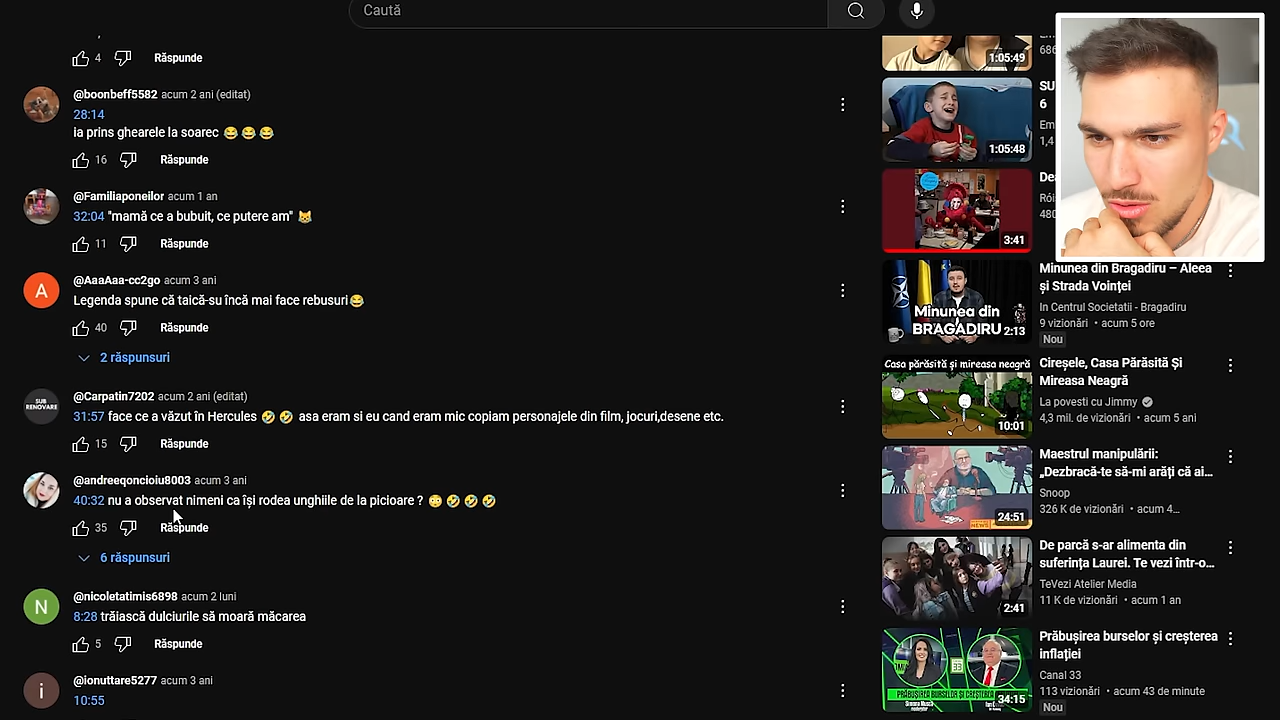 Caută
4
Răspunde
@boonbeff5582 acum 2 ani (editat)
28:14
ia prins ghearele la soarec 😂😂😂
16
Răspunde
@Familiaponeilor acum 1 an
32:04 "mamă ce a bubuit, ce putere am" 😹
11
Răspunde
A
@AaaAaa-cc2go acum 3 ani
Legenda spune că taică-su încă mai face rebusuri😂
40
Răspunde
2 răspunsuri
SUB
RENOVARE
@Carpatin7202 acum 2 ani (editat)
31:57 face ce a văzut în Hercules 🤣🤣 asa eram si eu cand eram mic copiam personajele din film, jocuri,desene etc.
15
Răspunde
@andreeqoncioiu8003 acum 3 ani
40:32 nu a observat nimeni ca își rodea unghiile de la picioare ? 😳🤣🤣🤣
35
Răspunde
6 răspunsuri
N
@nicoletatimis6898 acum 2 luni
8:28 trăiască dulciurile să moară măcarea
5
Răspunde
i
@ionuttare5277 acum 3 ani
10:55
1:05:49
686
1:05:48
SU
6
Em
1,4
3:41
De
Rói
480
Minunea din
BRAGADIRU
2:13
Minunea din Bragadiru – Aleea
și Strada Voinței
In Centrul Societatii - Bragadiru
9 vizionări • acum 5 ore
Nou
Casa părăsită și mireasa neagră
10:01
Cireșele, Casa Părăsită Și
Mireasa Neagră
La povesti cu Jimmy
4,3 mil. de vizionări • acum 5 ani
NEWS
24:51
Maestrul manipulării:
„Dezbracă-te să-mi arăți că ai...
Snoop
326 K de vizionări • acum 4...
2:41
De parcă s-ar alimenta din
suferința Laurei. Te vezi într-o...
TeVezi Atelier Media
11 K de vizionări • acum 1 an
33
PRĂBUȘIREA BURSELOR ȘI CREȘTEREA
34:15
Prăbușirea burselor și creșterea
inflației
Canal 33
113 vizionări • acum 43 de minute
Nou